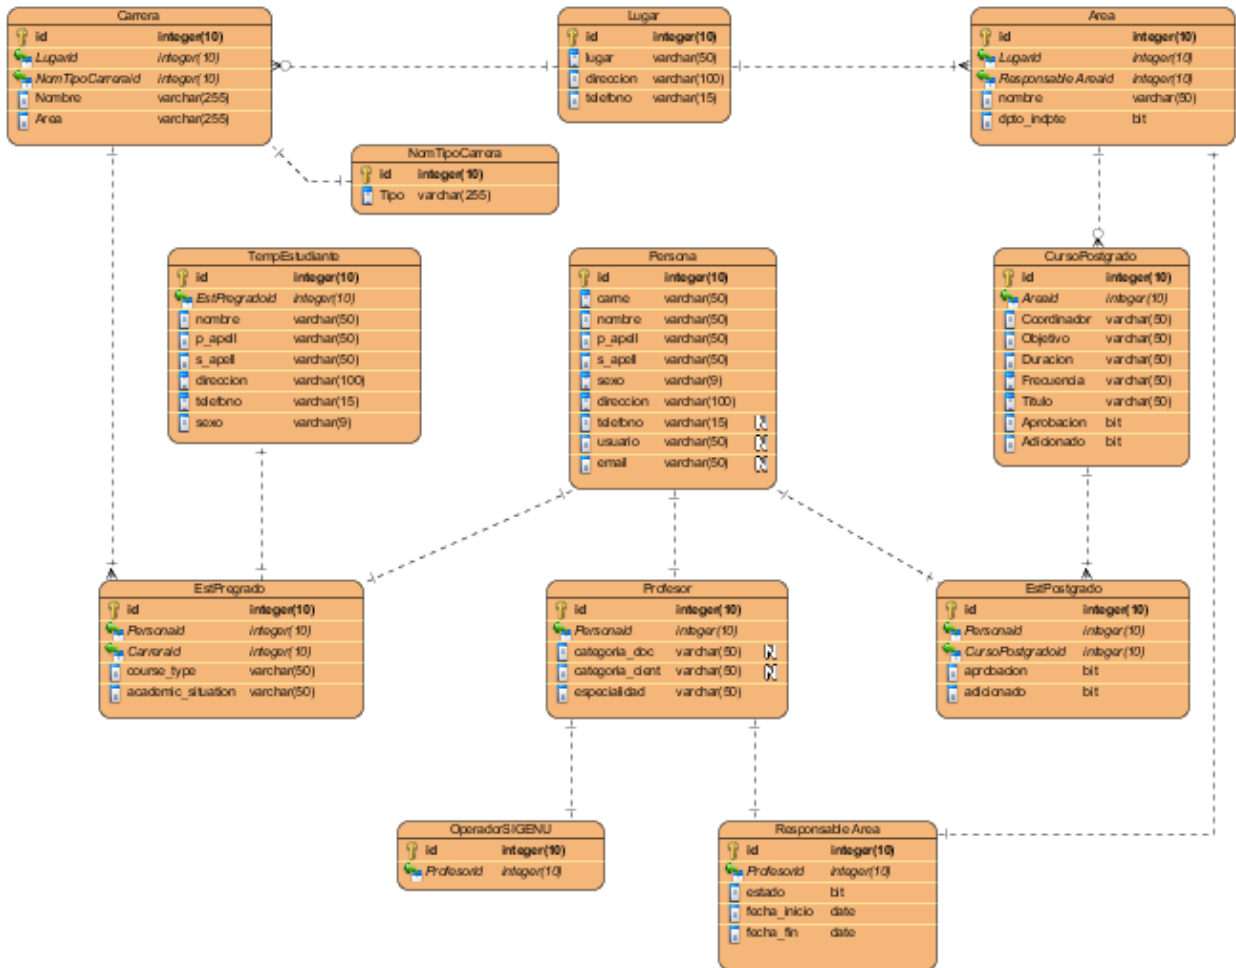 Carrera
id integer(10)
LugarId integer(10)
NomTipoCarreraId integer(10)
Nombre varchar(255)
Area varchar(255)
Lugar
id integer(10)
lugar varchar(50)
direccion varchar(100)
telefono varchar(15)
Area
id integer(10)
LugarId integer(10)
Responsable AreaId integer(10)
nombre varchar(50)
dpto_indpte bit
NomTipoCarrera
id integer(10)
Tipo varchar(255)
TempEstudiante
id integer(10)
EstPregradoId integer(10)
nombre varchar(50)
p_apell varchar(50)
s_apell varchar(50)
direccion varchar(100)
telefono varchar(15)
sexo varchar(9)
Persona
id integer(10)
carne varchar(50)
nombre varchar(50)
p_apell varchar(50)
s_apell varchar(50)
sexo varchar(9)
direccion varchar(100)
telefono varchar(15) N
usuario varchar(50) N
email varchar(50) N
CursoPostgrado
id integer(10)
AreaId integer(10)
Coordinador varchar(50)
Objetivo varchar(50)
Duracion varchar(50)
Frecuencia varchar(50)
Titulo varchar(50)
Aprobacion bit
Adicionado bit
EstPregrado
id integer(10)
PersonaId integer(10)
CarreraId integer(10)
course_type varchar(50)
academic_situation varchar(50)
Profesor
id integer(10)
PersonaId integer(10)
categoria_doc varchar(50) N
categoria_cient varchar(50) N
especialidad varchar(50)
EstPostgrado
id integer(10)
PersonaId integer(10)
CursoPostgradoId integer(10)
aprobacion bit
adicionado bit
OperadorSIGENU
id integer(10)
ProfesorId integer(10)
Responsable Area
id integer(10)
ProfesorId integer(10)
estado bit
fecha_inicio date
fecha_fin date